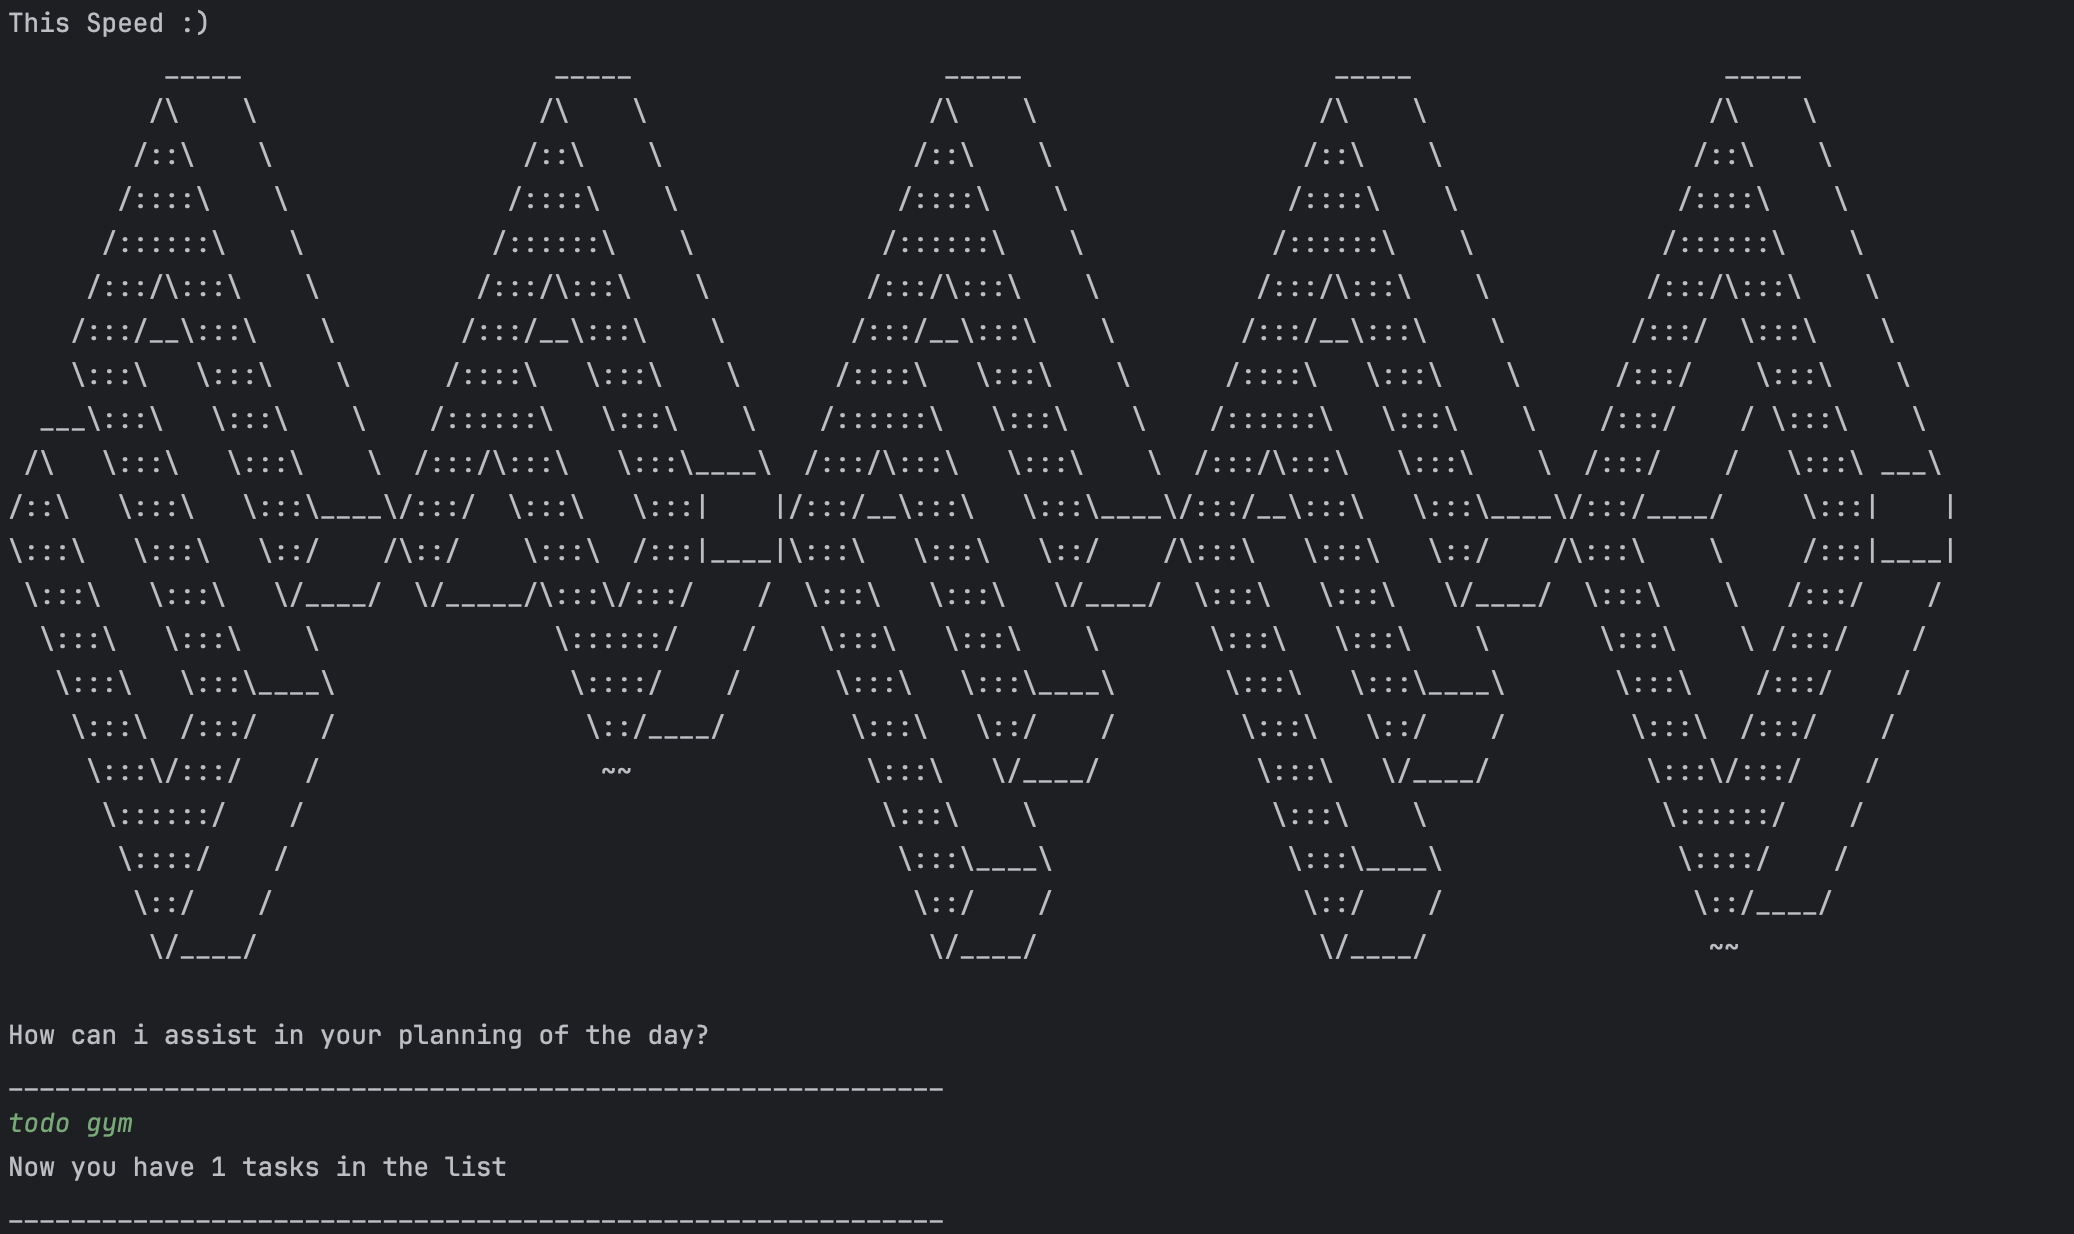 This Speed :)
SPEED
How can i assist in your planning of the day?
____________________________________________________________
todo gym
Now you have 1 tasks in the list
____________________________________________________________